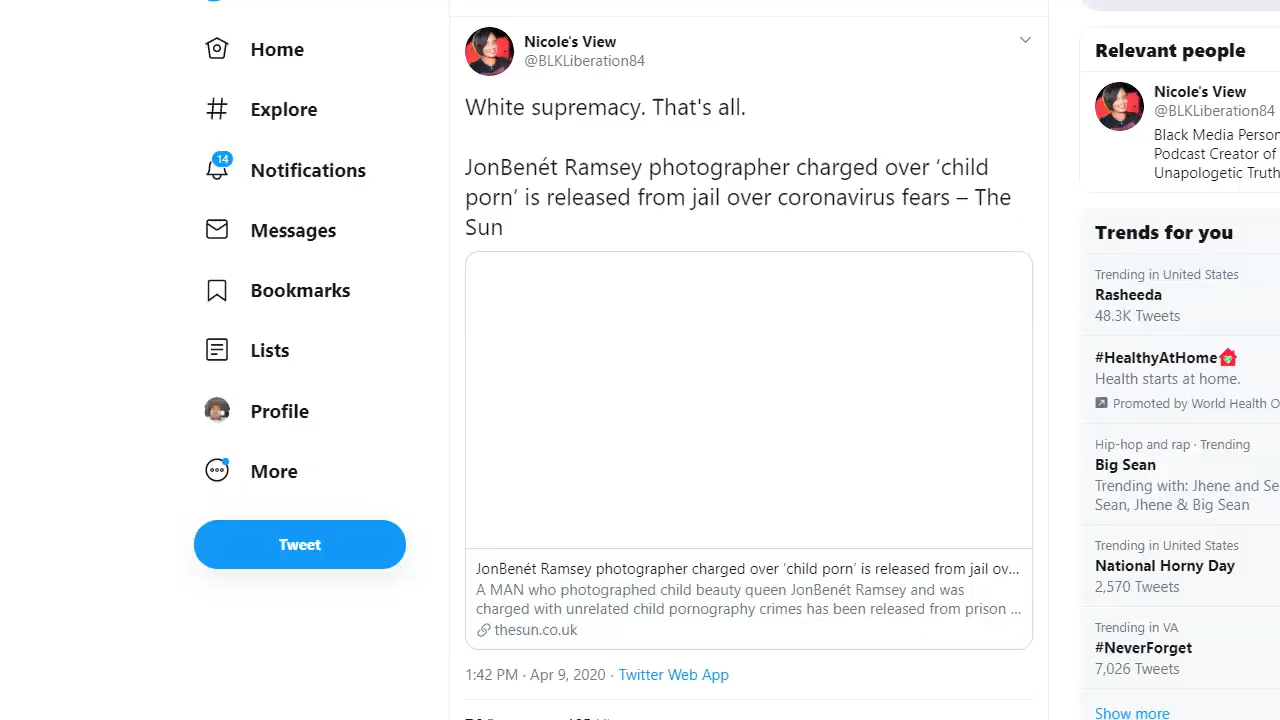 Home
Explore
14
Notifications
Messages
Bookmarks
Lists
Profile
More
Tweet
Nicole's View
@BLKLiberation84
White supremacy. That's all.
JonBenét Ramsey photographer charged over ‘child
porn’ is released from jail over coronavirus fears – The
Sun
JonBenét Ramsey photographer charged over ‘child porn’ is released from jail ov...
A MAN who photographed child beauty queen JonBenét Ramsey and was
charged with unrelated child pornography crimes has been released from prison ...
thesun.co.uk
1:42 PM · Apr 9, 2020 · Twitter Web App
Relevant people
Nicole's View
@BLKLiberation84
Black Media Person
Podcast Creator of
Unapologetic Truth
Trends for you
Trending in United States
Rasheeda
48.3K Tweets
#HealthyAtHome
Health starts at home.
Promoted by World Health O
Hip-hop and rap · Trending
Big Sean
Trending with: Jhene and Se
Sean, Jhene & Big Sean
Trending in United States
National Horny Day
2,570 Tweets
Trending in VA
#NeverForget
7,026 Tweets
Show more